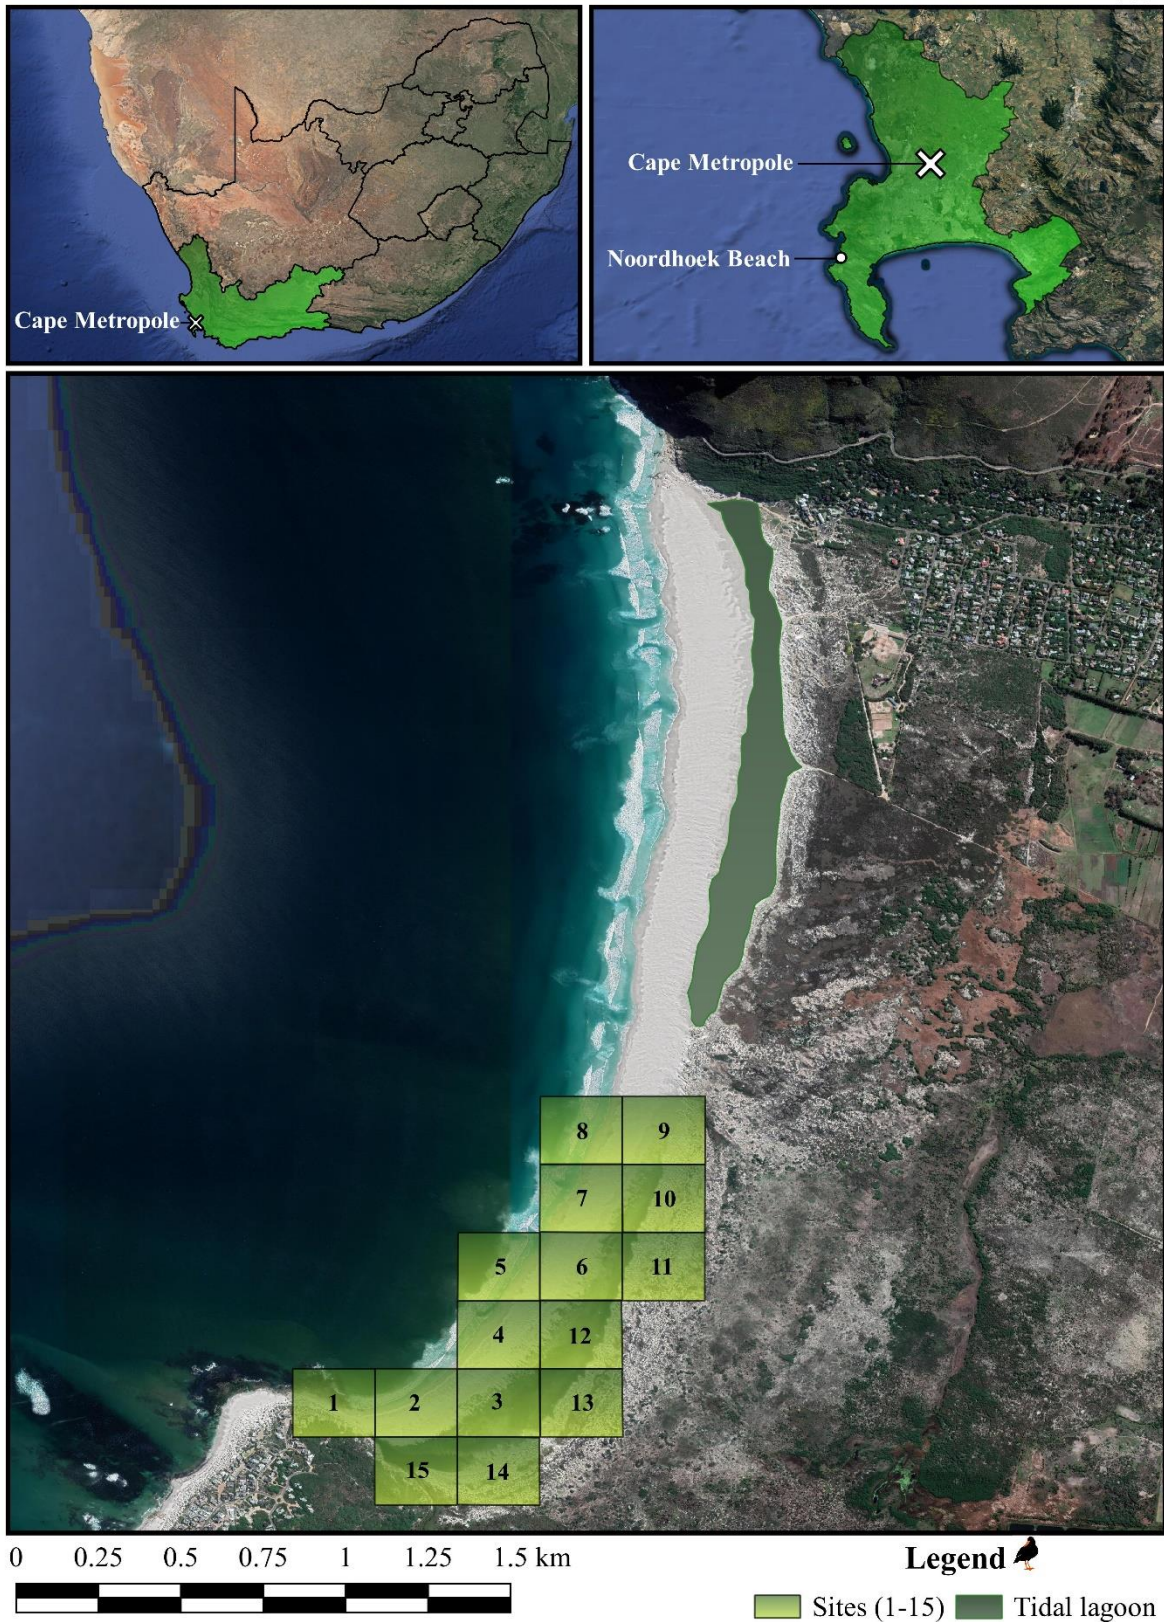 Cape Metropole
Cape Metropole
Noordhoek Beach
8 9
7 10
5 6 11
4 12
1 2 3 13
15 14
0 0.25 0.5 0.75 1 1.25 1.5 km
Legend
Sites (1-15) Tidal lagoon